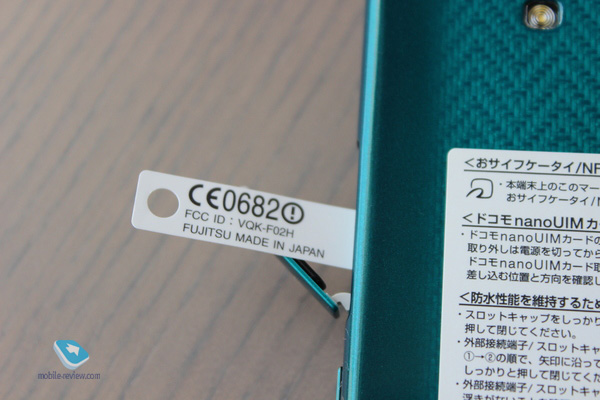 CE0682
FCC ID : VQK-F02H
FUJITSU MADE IN JAPAN
<おサイフケータイ/NF
・本端末上のこのマー
おサイフケータイ/
<ドコモnanoUIMカ
・ドコモnanoUIMカードの
取り外しは電源を切ってから
ドコモnanoUIMカード取
差し込む位置と方向を確認し
<防水性能を維持するため
・スロットキャップをしっかり
押して閉じてください。
・外部接続端子/スロットキャ
①→②の順で、矢印に沿って
しっかりと押して閉じてくだ
・外部接続端子/スロットキャ
浮きがないことを
mobile-review.com